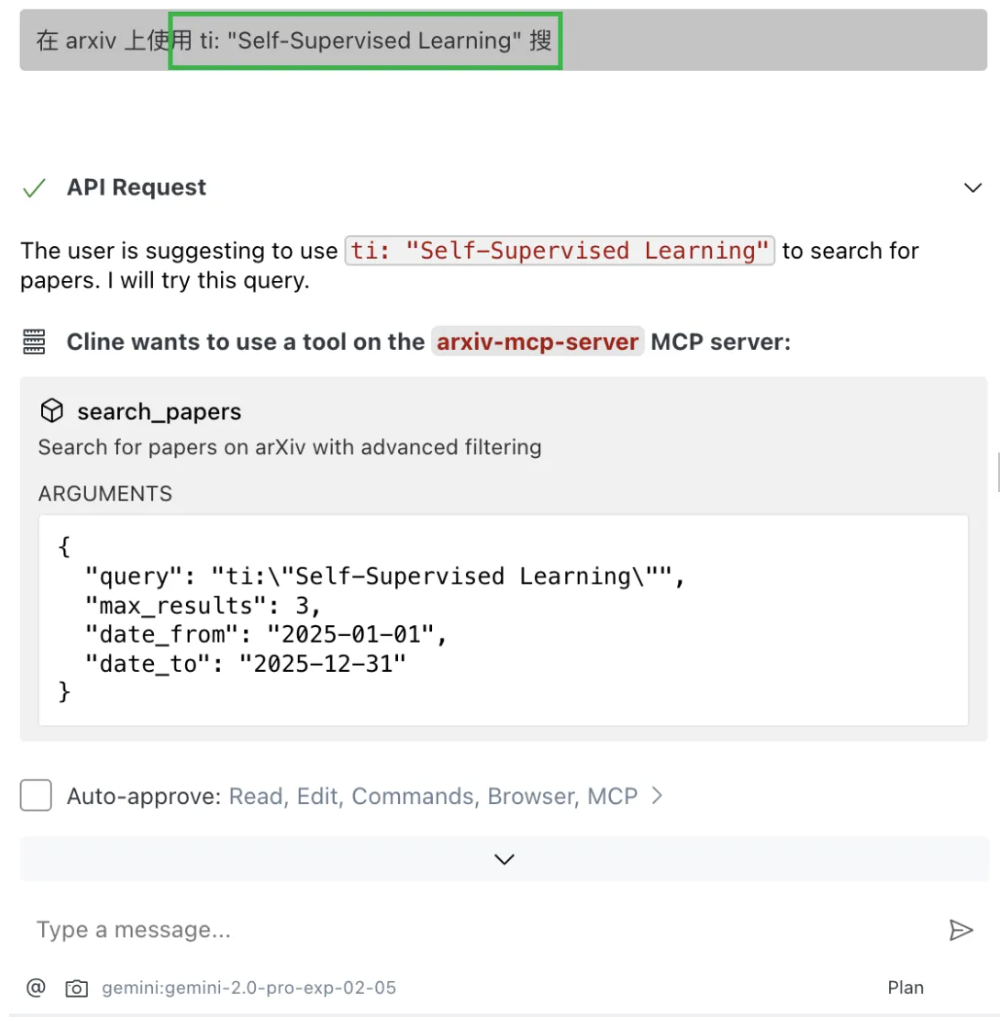 在 arxiv 上使用 ti: "Self-Supervised Learning" 搜
API Request
The user is suggesting to use ti: "Self-Supervised Learning" to search for
papers. I will try this query.
Cline wants to use a tool on the arxiv-mcp-server MCP server:
search_papers
Search for papers on arXiv with advanced filtering
ARGUMENTS
{
"query": "ti:\"Self-Supervised Learning\"",
"max_results": 3,
"date_from": "2025-01-01",
"date_to": "2025-12-31"
}
Auto-approve: Read, Edit, Commands, Browser, MCP >
Type a message...
@ gemini:gemini-2.0-pro-exp-02-05 Plan